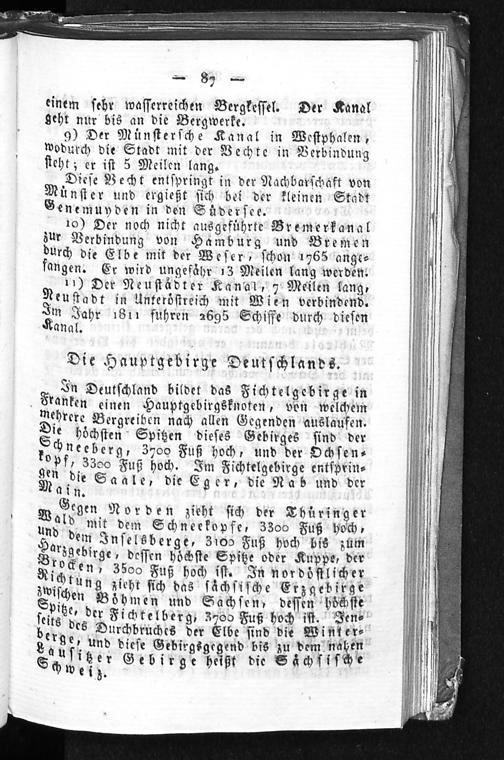 — 87 —
einem sehr wasserreichen Bergkessel. Der Kanal
geht nur bis an die Bergwerke.
9) Der Münstersche Kanal in Westphalen,
wodurch die Stadt mit der Vechte in Verbindung
steht; er ist 5 Meilen lang.
Diese Vecht entspringt in der Nachbarschaft von
Münster und ergießt sich bei der kleinen Stadt
Genemuyden in den Südersee.
10) Der noch nicht ausgeführte Bremerkanal
zur Verbindung von Hamburg und Bremen
durch die Elbe mit der Weser, schon 1765 ange-
fangen. Er wird ungefähr 13 Meilen lang werden.
11) Der Neustädter Kanal, 7 Meilen lang,
Neustadt in Unteröstreich mit Wien verbindend.
Im Jahr 1811 fuhren 2695 Schiffe durch diesen
Kanal.
Die Hauptgebirge Deutschlands.
In Deutschland bildet das Fichtelgebirge in
Franken einen Hauptgebirgsknoten, von welchem
mehrere Bergreihen nach allen Gegenden auslaufen.
Die höchsten Spitzen dieses Gebirges sind der
Schneeberg, 3700 Fuß hoch, und der Ochsen-
kopf, 3300 Fuß hoch. Im Fichtelgebirge entsprin-
gen die Saale, die Eger, die Nab und der
Main.
Gegen Norden zieht sich der Thüringer
Wald mit dem Schneekopfe, 3300 Fuß hoch,
und dem Inselsberge, 3100 Fuß hoch bis zum
Harzgebirge, dessen höchste Spitze oder Kuppe, der
Brocken, 3500 Fuß hoch ist. In nordöstlicher
Richtung zieht sich das sächsische Erzgebirge
zwischen Böhmen und Sachsen, dessen höchste
Spitze, der Fichtelberg, 3700 Fuß hoch ist. Jen-
seits des Durchbruches der Elbe sind die Winter-
berge, und diese Gebirgsgegend bis zu dem nahen
Lausitzer Gebirge heißt die Sächsische
Schweiz.